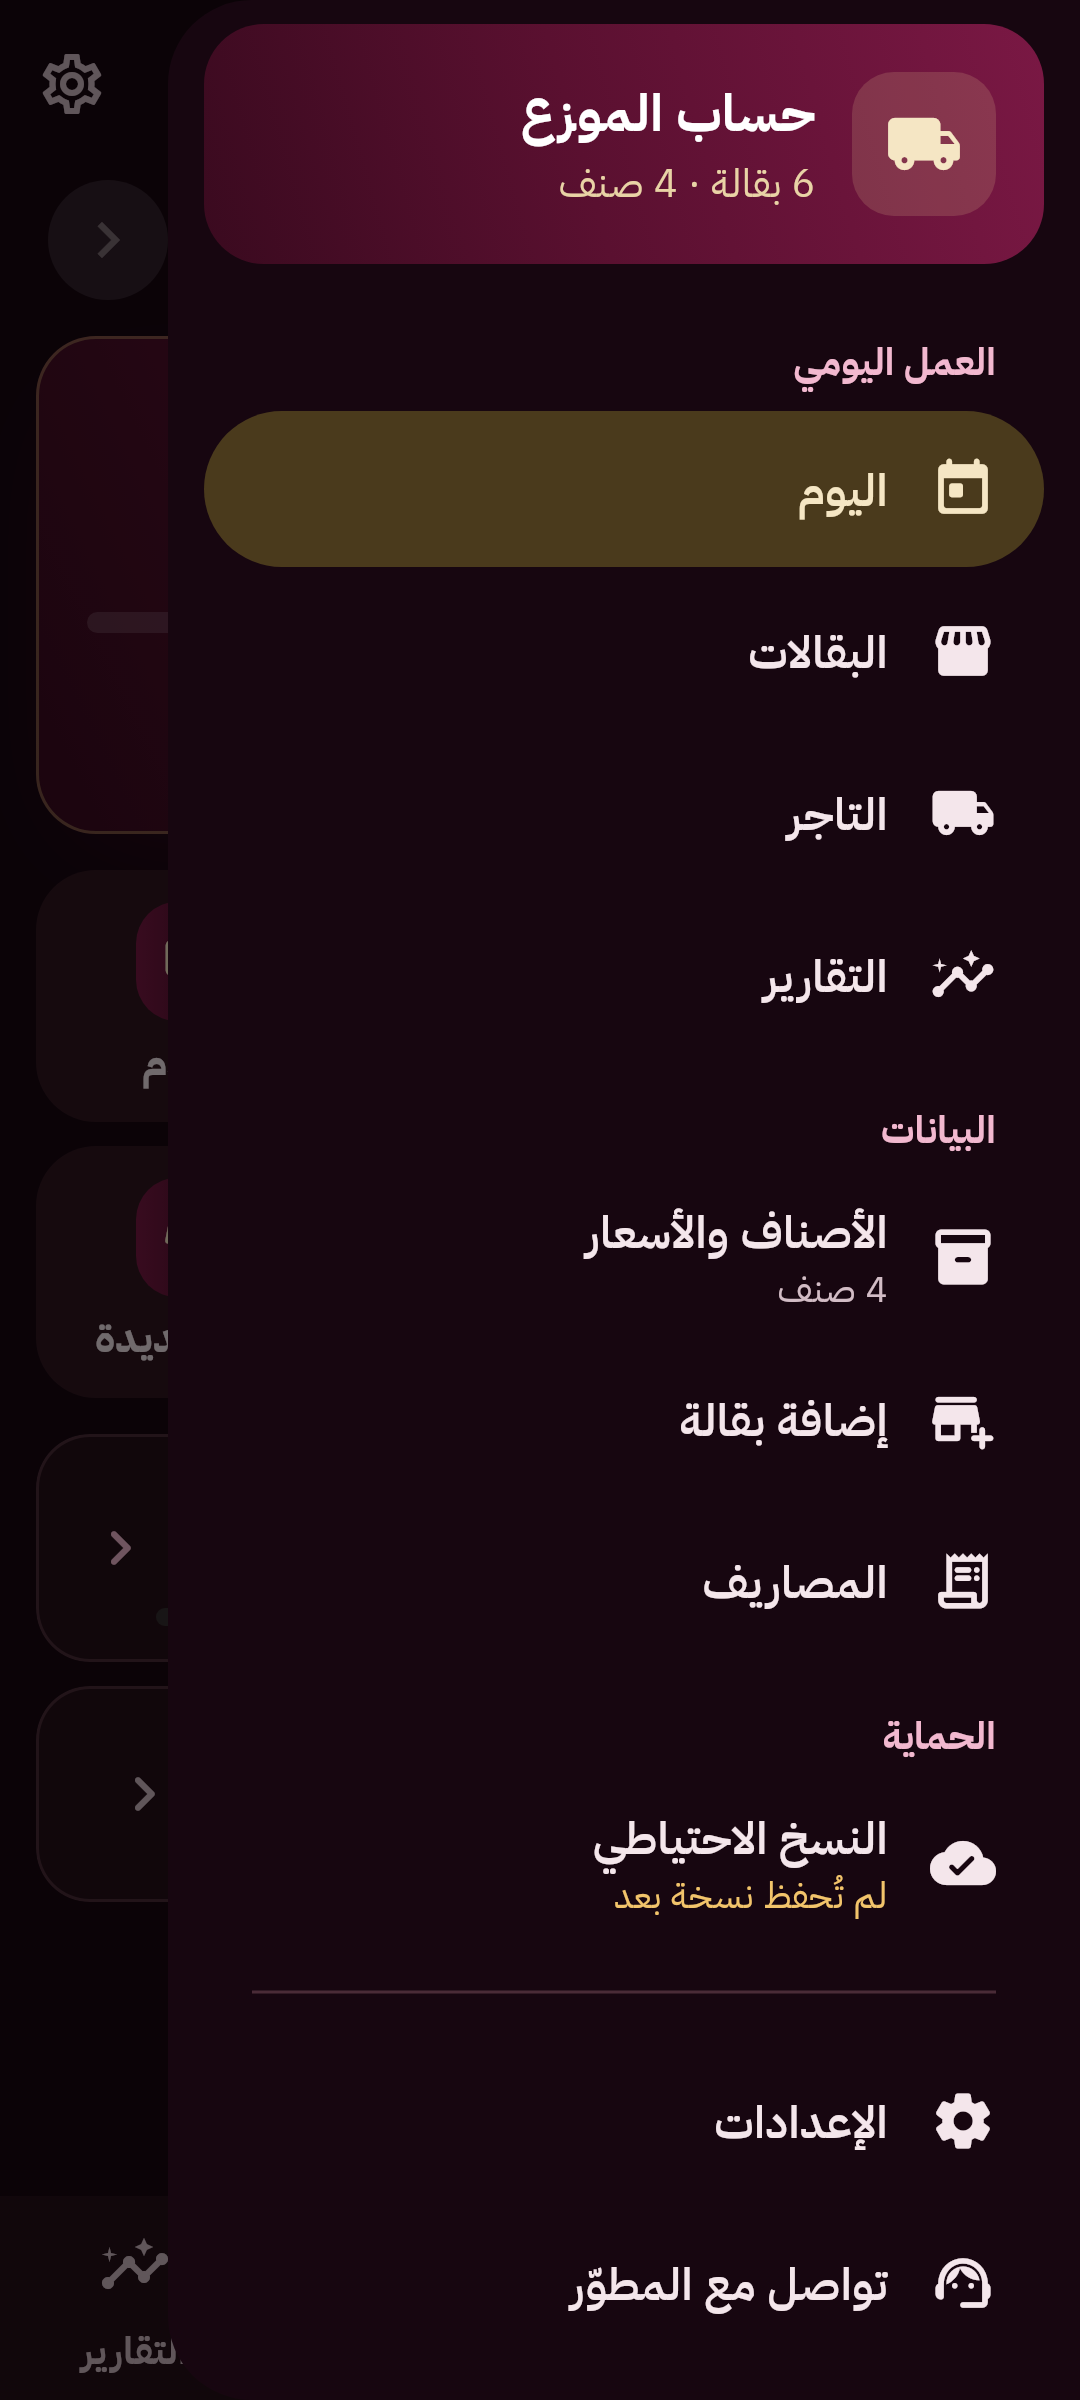 حساب الموزع
6 بقالة · 4 صنف
العمل اليومي
اليوم
البقالات
التاجر
التقارير
البيانات
الأصناف والأسعار
4 صنف
إضافة بقالة
المصاريف
الحماية
النسخ الاحتياطي
لم تُحفظ نسخة بعد
الإعدادات
تواصل مع المطوّر
التقارير